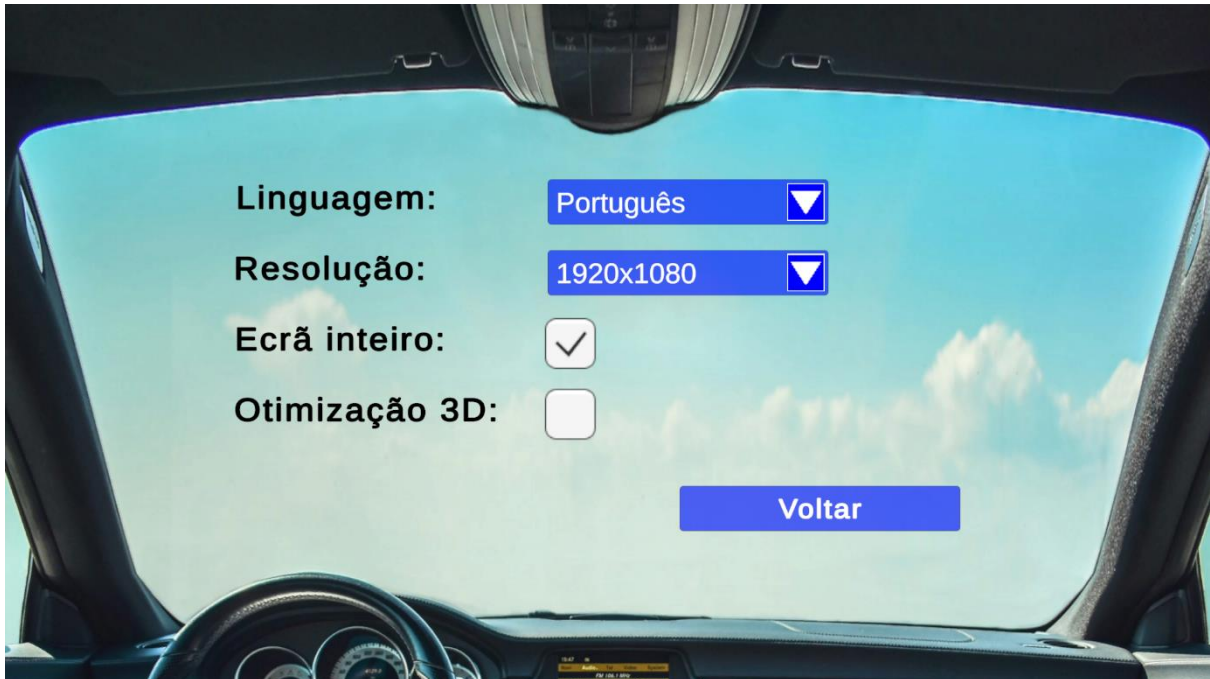 Linguagem: Português
Resolução: 1920x1080
Ecrã inteiro:
Otimização 3D:
Voltar